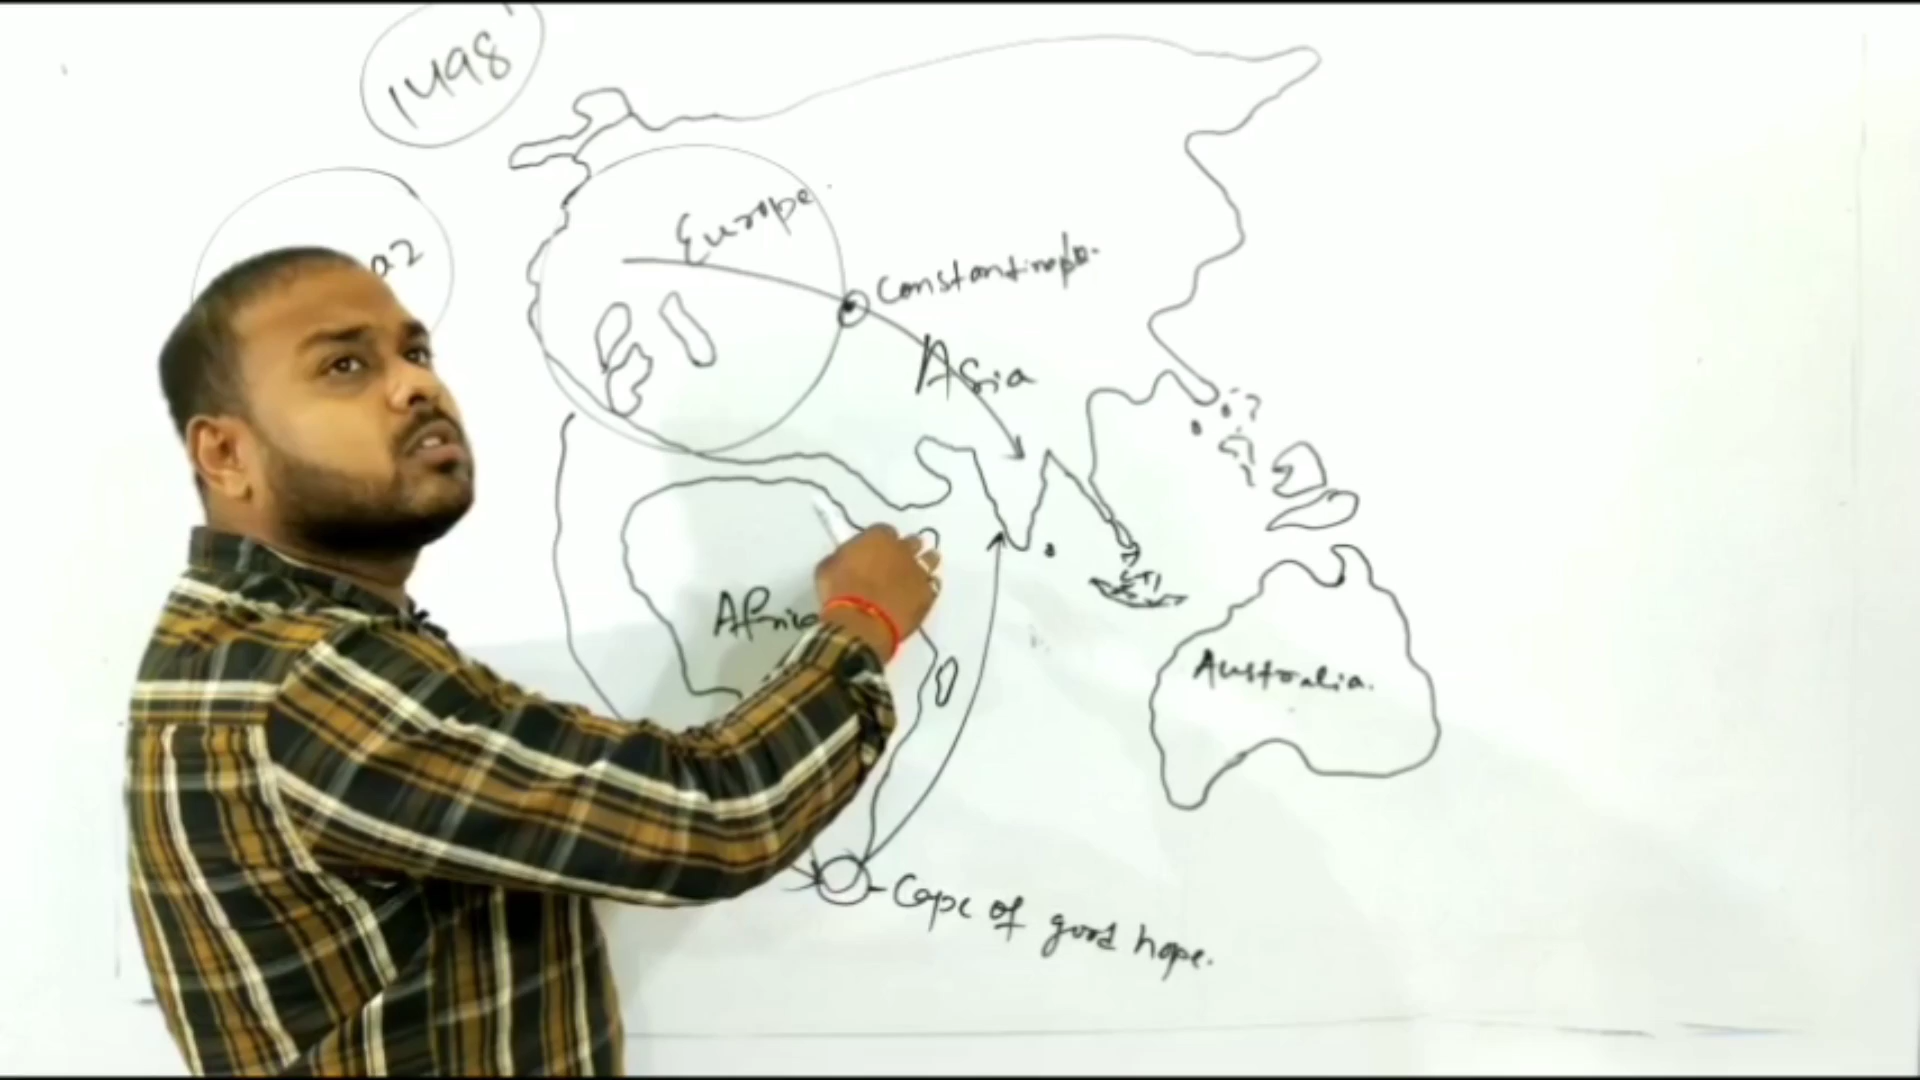 1498
Europe
Constantinople
Asia
Africa
Australia.
Cape of good hope.